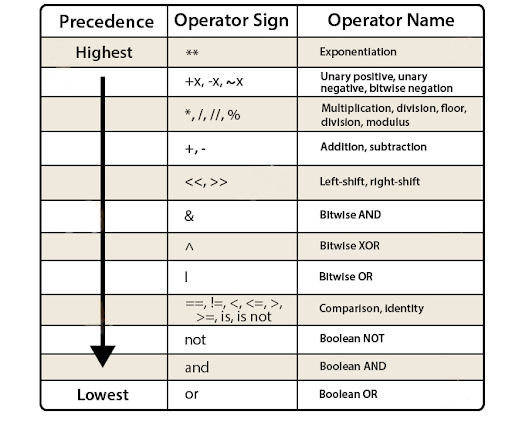 Precedence Operator Sign Operator Name
Highest ** Exponentiation
+x, -x, ~x Unary positive, unary
negative, bitwise negation
*, /, //, % Multiplication, division, floor,
division, modulus
+, - Addition, subtraction
<<, >> Left-shift, right-shift
& Bitwise AND
^ Bitwise XOR
| Bitwise OR
==, !=, <, <=, >,
>=, is, is not Comparison, identity
not Boolean NOT
and Boolean AND
Lowest or Boolean OR